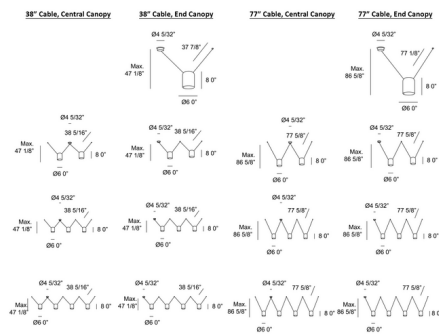 38" Cable, Central Canopy
38" Cable, End Canopy
77" Cable, Central Canopy
77" Cable, End Canopy
Ø4 5/32"
37 7/8"
Max.
47 1/8"
8 0"
Ø6 0"
Ø4 5/32"
77 1/8"
Max.
86 5/8"
8 0"
Ø6 0"
Ø4 5/32"
38 5/16"
Max.
47 1/8"
8 0"
Ø6 0"
Ø4 5/32"
38 5/16"
Max.
47 1/8"
8 0"
Ø6 0"
Ø4 5/32"
77 5/8"
Max.
86 5/8"
8 0"
Ø6 0"
Ø4 5/32"
77 5/8"
Max.
86 5/8"
8 0"
Ø6 0"
Ø4 5/32"
38 5/16"
Max.
47 1/8"
8 0"
Ø6 0"
Ø4 5/32"
38 5/16"
Max.
47 1/8"
8 0"
Ø6 0"
Ø4 5/32"
77 5/8"
Max.
86 5/8"
8 0"
Ø6 0"
Ø4 5/32"
77 5/8"
Max.
86 5/8"
8 0"
Ø6 0"
Ø4 5/32"
38 5/16"
Max.
47 1/8"
8 0"
Ø6 0"
Ø4 5/32"
38 5/16"
Max.
47 1/8"
8 0"
Ø6 0"
Ø4 5/32"
77 5/8"
Max.
86 5/8"
8 0"
Ø6 0"
Ø4 5/32"
77 5/8"
Max.
86 5/8"
8 0
Ø6 0"